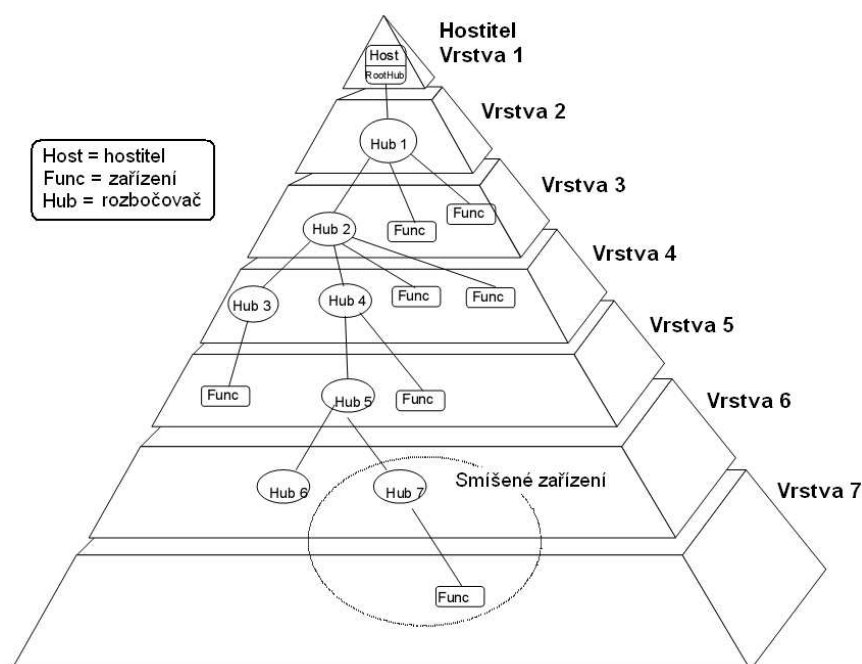 Hostitel
Vrstva 1
Host
RootHub
Vrstva 2
Hub 1
Host = hostitel
Func = zařízení
Hub = rozbočovač
Vrstva 3
Func
Hub 2
Func
Vrstva 4
Hub 3
Hub 4
Func
Func
Vrstva 5
Func
Hub 5
Func
Vrstva 6
Hub 6
Hub 7
Smíšené zařízení
Vrstva 7
Func